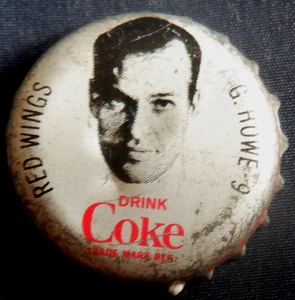 RED WINGS
G. HOWE 9
DRINK
Coke
TRADE MARK REG.